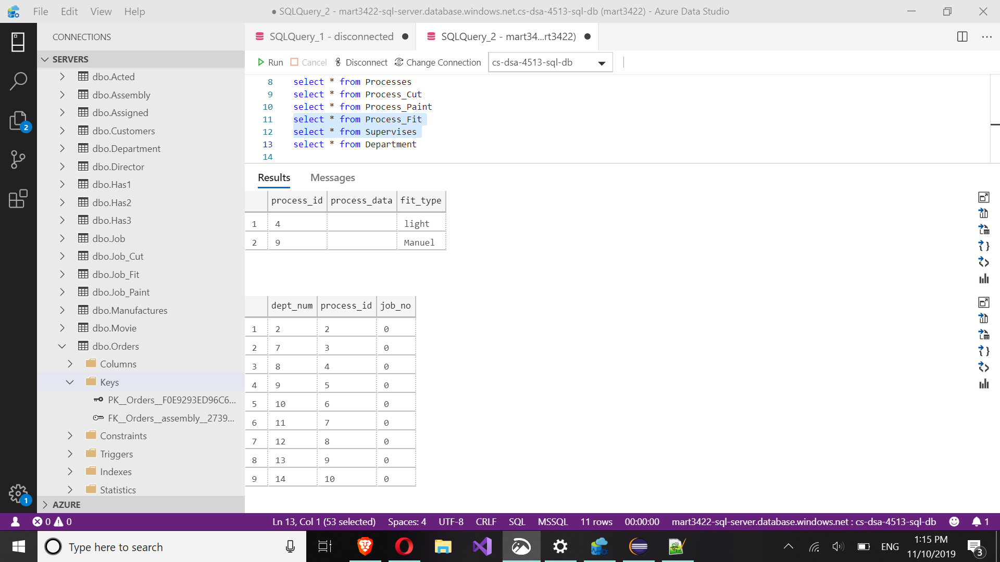 File Edit View Help
● SQLQuery_2 - mart3422-sql-server.database.windows.net.cs-dsa-4513-sql-db (mart3422) - Azure Data Studio
CONNECTIONS
SERVERS
dbo.Acted
dbo.Assembly
dbo.Assigned
dbo.Customers
dbo.Department
dbo.Director
dbo.Has1
dbo.Has2
dbo.Has3
dbo.Job
dbo.Job_Cut
dbo.Job_Fit
dbo.Job_Paint
dbo.Manufactures
dbo.Movie
dbo.Orders
Columns
Keys
PK__Orders__F0E9293ED96C6...
FK__Orders__assembly__2739...
Constraints
Triggers
Indexes
Statistics
AZURE
2
1
SQLQuery_1 - disconnected ●
SQLQuery_2 - mart34...rt3422) ●
Run Cancel Disconnect Change Connection cs-dsa-4513-sql-db
8 select * from Processes
9 select * from Process_Cut
10 select * from Process_Paint
11 select * from Process_Fit
12 select * from Supervises
13 select * from Department
14
Results Messages
process_id process_data fit_type
1 4 light
2 9 Manuel
dept_num process_id job_no
1 2 2 0
2 7 3 0
3 8 4 0
4 9 5 0
5 10 6 0
6 11 7 0
7 12 8 0
8 13 9 0
9 14 10 0
0 0 Ln 13, Col 1 (53 selected) Spaces: 4 UTF-8 CRLF SQL MSSQL 11 rows 00:00:00 mart3422-sql-server.database.windows.net : cs-dsa-4513-sql-db 1
Type here to search
ENG
1:15 PM
11/10/2019
3